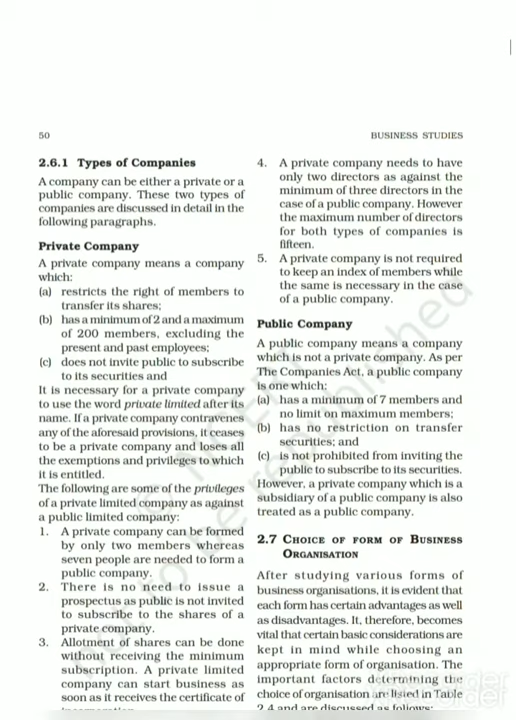 50
BUSINESS STUDIES
2.6.1 Types of Companies
A company can be either a private or a
public company. These two types of
companies are discussed in detail in the
following paragraphs.
Private Company
A private company means a company
which:
(a) restricts the right of members to
transfer its shares;
(b) has a minimum of 2 and a maximum
of 200 members, excluding the
present and past employees;
(c) does not invite public to subscribe
to its securities and
It is necessary for a private company
to use the word private limited after its
name. If a private company contravenes
any of the aforesaid provisions, it ceases
to be a private company and loses all
the exemptions and privileges to which
it is entitled.
The following are some of the privileges
of a private limited company as against
a public limited company:
1. A private company can be formed
by only two members whereas
seven people are needed to form a
public company.
2. There is no need to issue a
prospectus as public is not invited
to subscribe to the shares of a
private company.
3. Allotment of shares can be done
without receiving the minimum
subscription. A private limited
company can start business as
soon as it receives the certificate of
4. A private company needs to have
only two directors as against the
minimum of three directors in the
case of a public company. However
the maximum number of directors
for both types of companies is
fifteen.
5. A private company is not required
to keep an index of members while
the same is necessary in the case
of a public company.
Public Company
A public company means a company
which is not a private company. As per
The Companies Act, a public company
is one which:
(a) has a minimum of 7 members and
no limit on maximum members;
(b) has no restriction on transfer
securities; and
(c) is not prohibited from inviting the
public to subscribe to its securities.
However, a private company which is a
subsidiary of a public company is also
treated as a public company.
2.7 CHOICE OF FORM OF BUSINESS
ORGANISATION
After studying various forms of
business organisations, it is evident that
each form has certain advantages as well
as disadvantages. It, therefore, becomes
vital that certain basic considerations are
kept in mind while choosing an
appropriate form of organisation. The
important factors determining the
choice of organisation are listed in Table
2.4 and are discussed as follows:
not to be republished